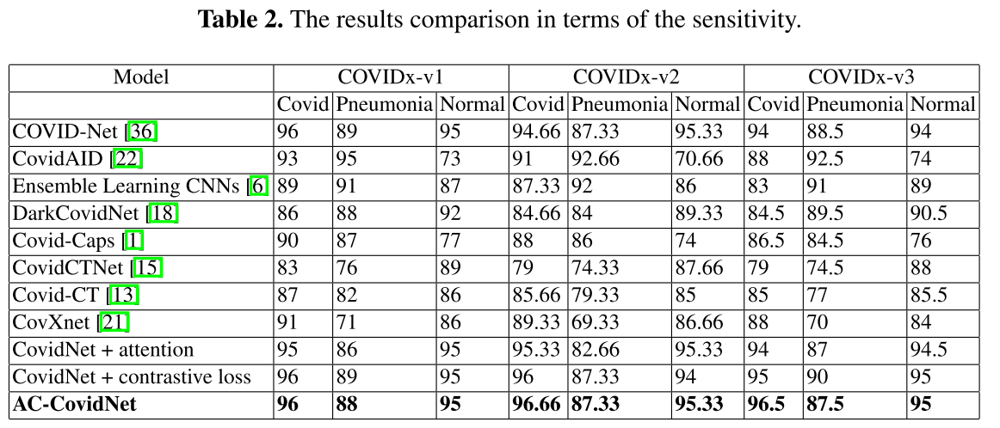 Table 2. The results comparison in terms of the sensitivity.
Model COVIDx-v1 COVIDx-v2 COVIDx-v3
Covid Pneumonia Normal Covid Pneumonia Normal Covid Pneumonia Normal
COVID-Net [36] 96 89 95 94.66 87.33 95.33 94 88.5 94
CovidAID [22] 93 95 73 91 92.66 70.66 88 92.5 74
Ensemble Learning CNNs [6] 89 91 87 87.33 92 86 83 91 89
DarkCovidNet [18] 86 88 92 84.66 84 89.33 84.5 89.5 90.5
Covid-Caps [1] 90 87 77 88 86 74 86.5 84.5 76
CovidCTNet [15] 83 76 89 79 74.33 87.66 79 74.5 88
Covid-CT [13] 87 82 86 85.66 79.33 85 85 77 85.5
CovXnet [21] 91 71 86 89.33 69.33 86.66 88 70 84
CovidNet + attention 95 86 95 95.33 82.66 95.33 94 87 94.5
CovidNet + contrastive loss 96 89 95 96 87.33 94 95 90 95
AC-CovidNet 96 88 95 96.66 87.33 95.33 96.5 87.5 95